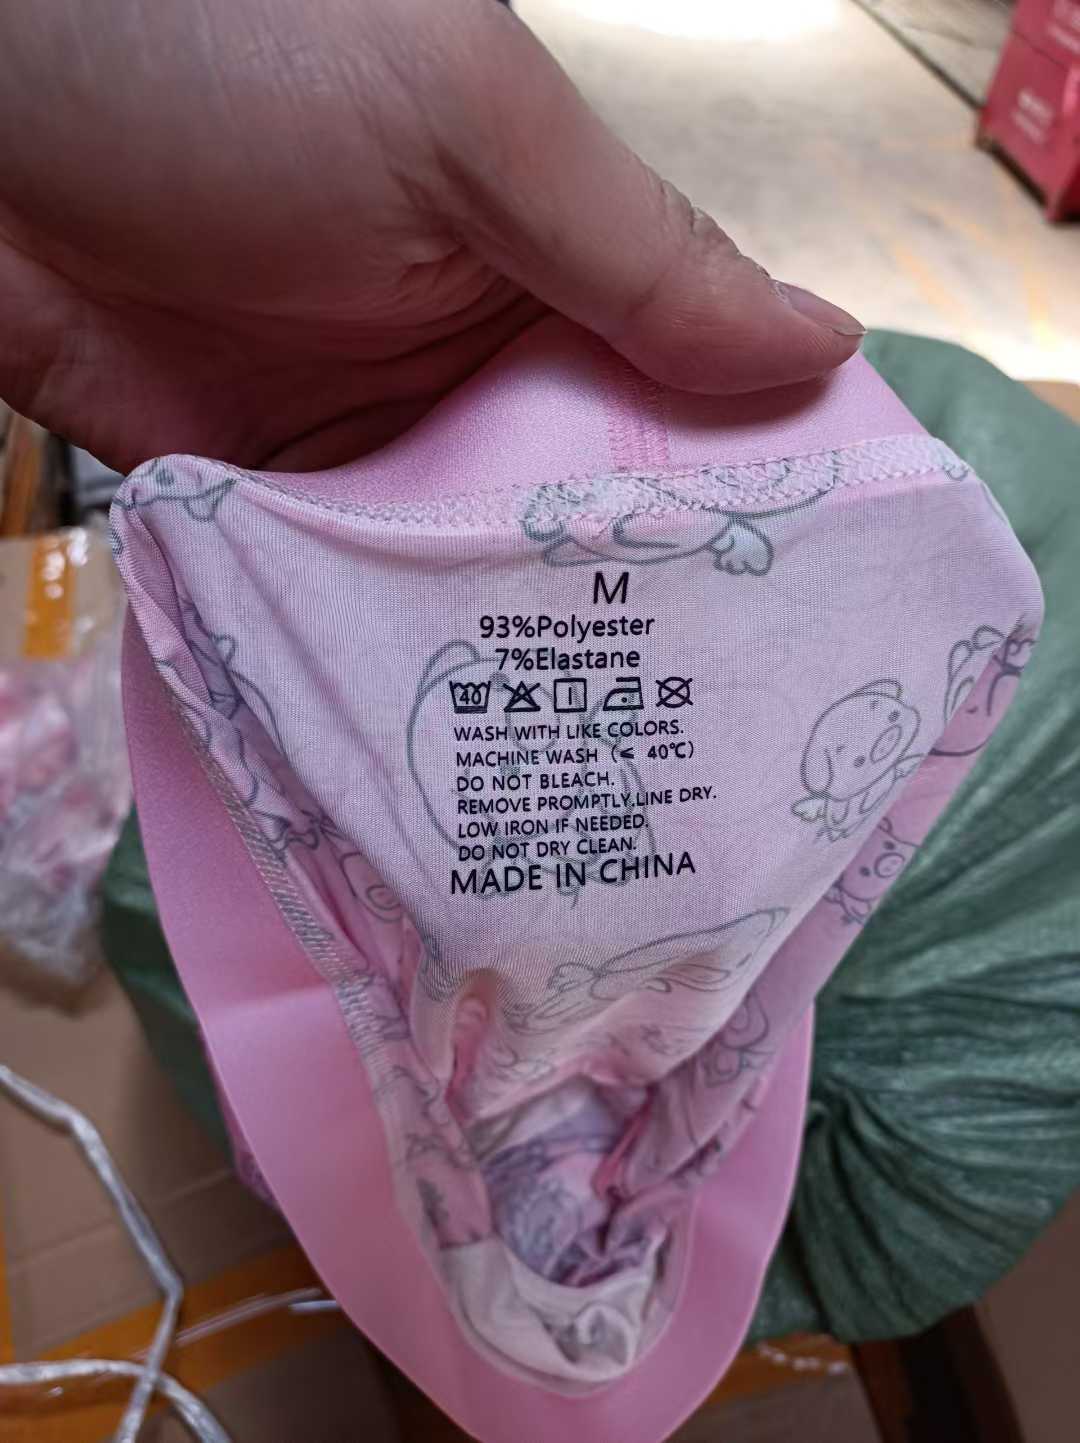 M
93%Polyester
7%Elastane
40
WASH WITH LIKE COLORS.
MACHINE WASH (≤ 40℃)
DO NOT BLEACH.
REMOVE PROMPTLY.LINE DRY.
LOW IRON IF NEEDED.
DO NOT DRY CLEAN.
MADE IN CHINA